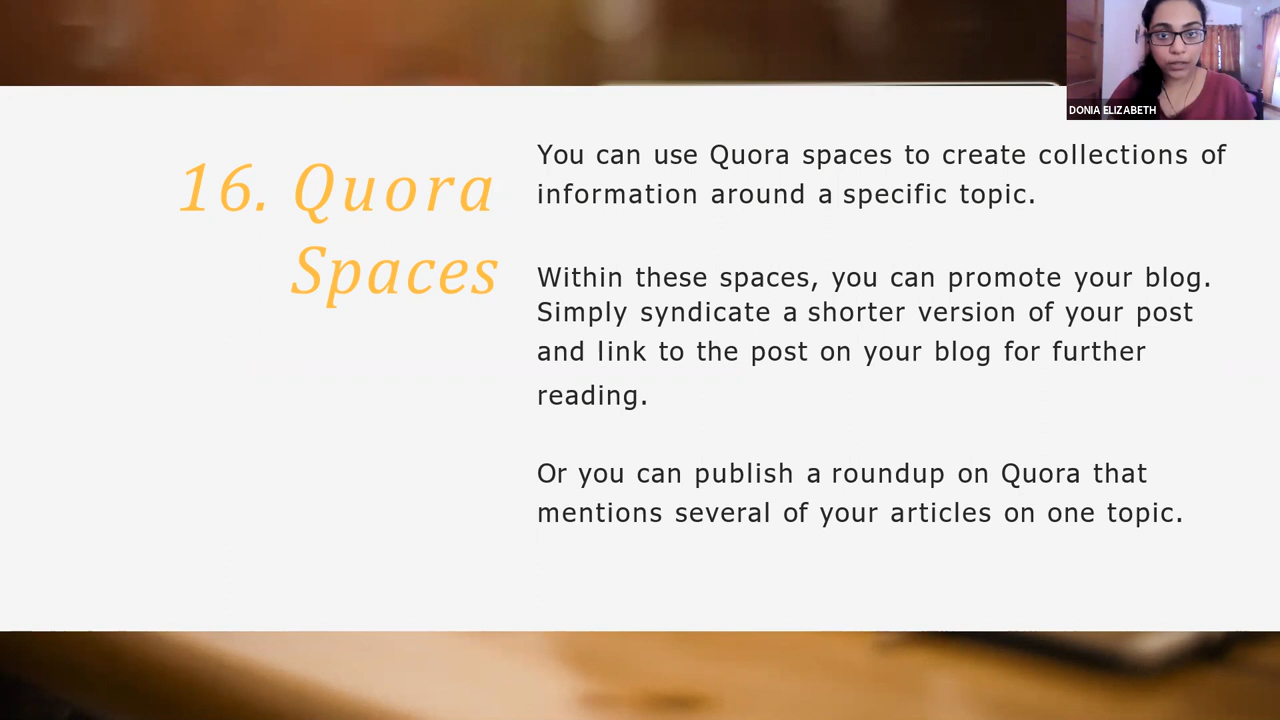 16. Quora
Spaces
You can use Quora spaces to create collections of
information around a specific topic.
Within these spaces, you can promote your blog.
Simply syndicate a shorter version of your post
and link to the post on your blog for further
reading.
Or you can publish a roundup on Quora that
mentions several of your articles on one topic.
DONIA ELIZABETH